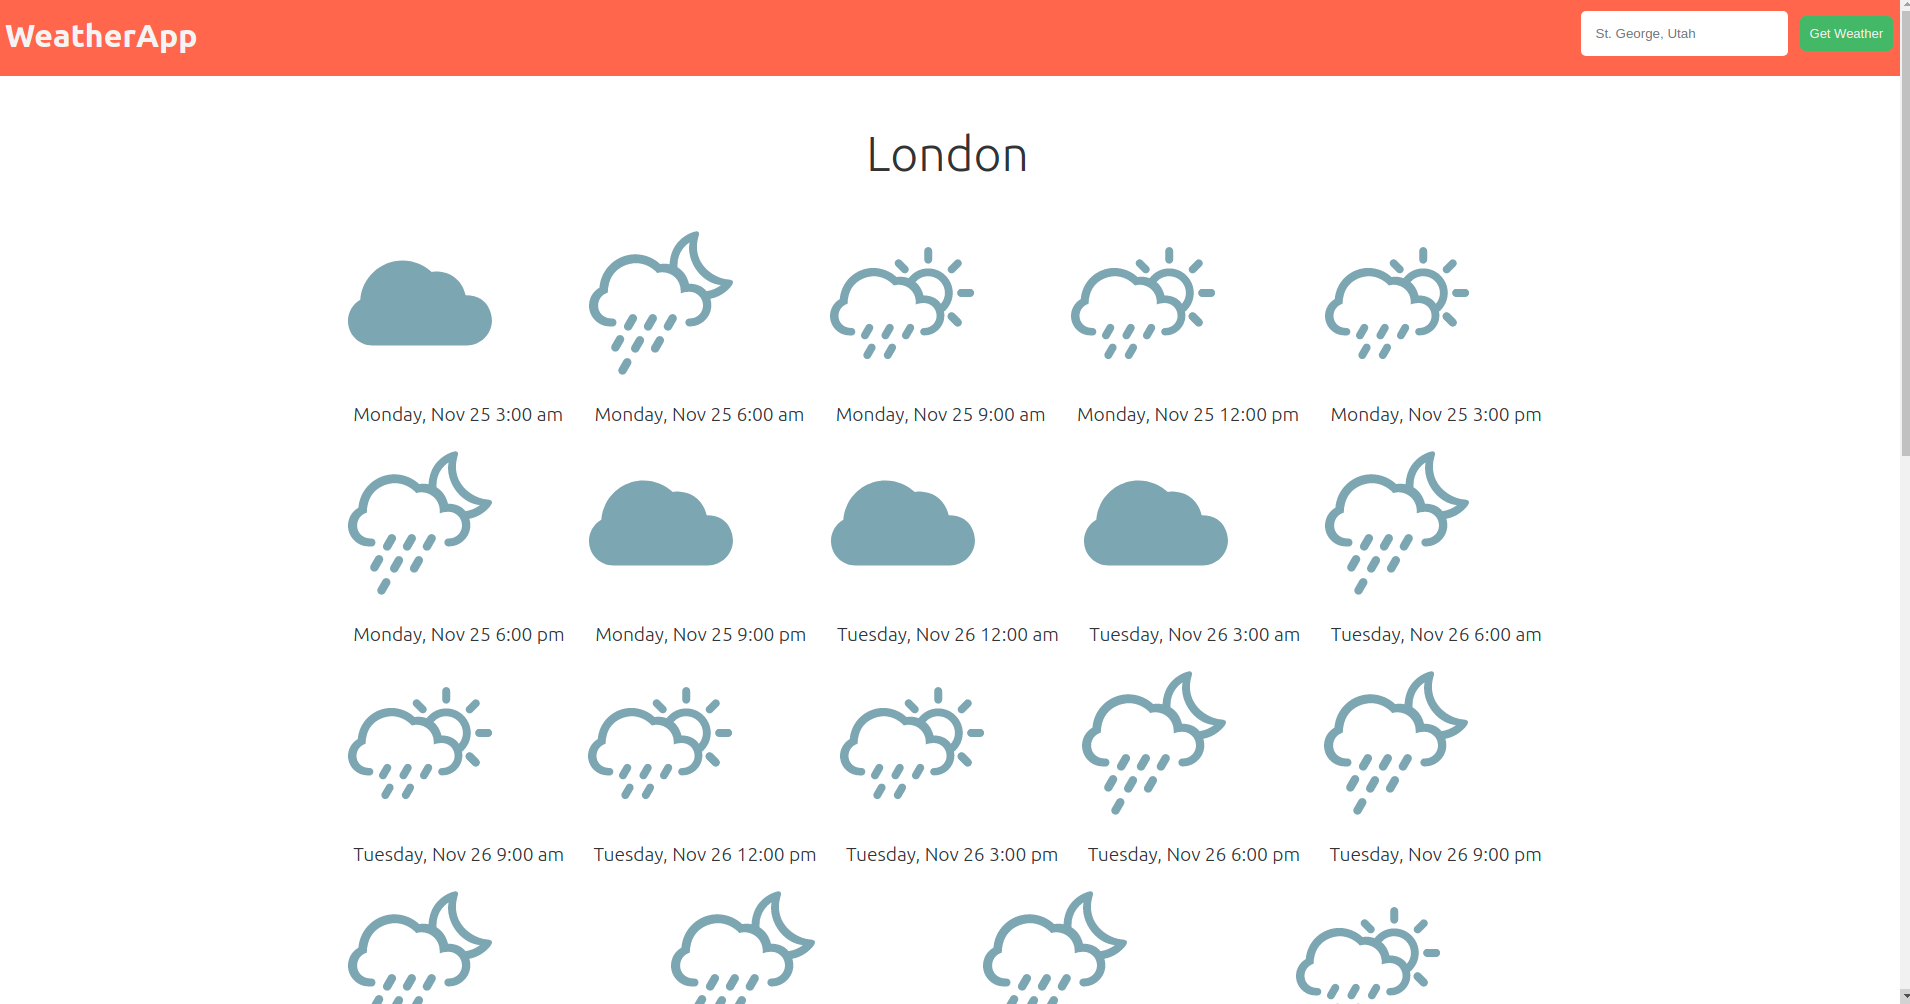 WeatherApp
St. George, Utah
Get Weather
London
Monday, Nov 25 3:00 am
Monday, Nov 25 6:00 am
Monday, Nov 25 9:00 am
Monday, Nov 25 12:00 pm
Monday, Nov 25 3:00 pm
Monday, Nov 25 6:00 pm
Monday, Nov 25 9:00 pm
Tuesday, Nov 26 12:00 am
Tuesday, Nov 26 3:00 am
Tuesday, Nov 26 6:00 am
Tuesday, Nov 26 9:00 am
Tuesday, Nov 26 12:00 pm
Tuesday, Nov 26 3:00 pm
Tuesday, Nov 26 6:00 pm
Tuesday, Nov 26 9:00 pm